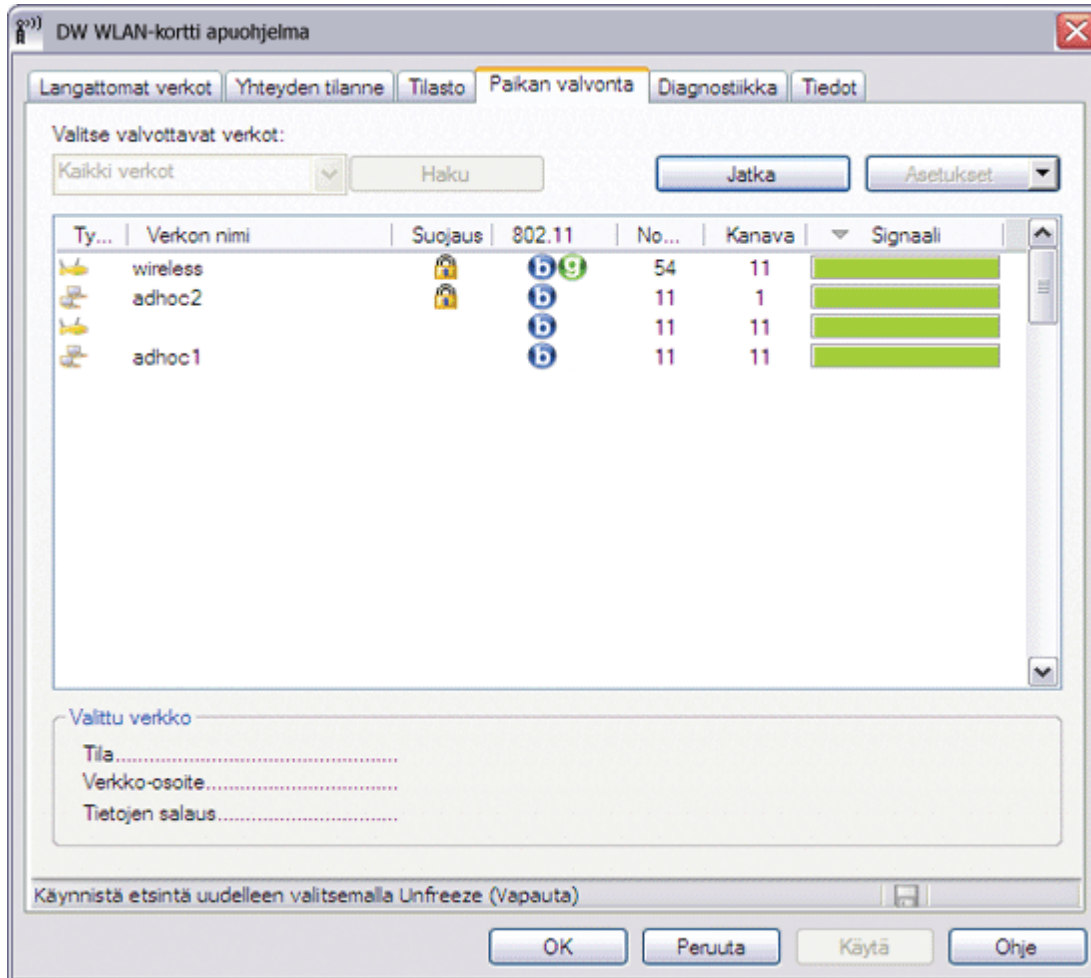 DW WLAN-kortti apuohjelma
Langattomat verkot Yhteyden tilanne Tilasto Paikan valvonta Diagnostiikka Tiedot
Valitse valvottavat verkot:
Kaikki verkot Haku Jatka Asetukset
Ty... Verkon nimi Suojaus 802.11 No... Kanava Signaali
wireless b g 54 11
adhoc2 b 11 1
b 11 11
adhoc1 b 11 11
Valittu verkko
Tila
Verkko-osoite
Tietojen salaus
Käynnistä etsintä uudelleen valitsemalla Unfreeze (Vapauta)
OK Peruuta Käytä Ohje